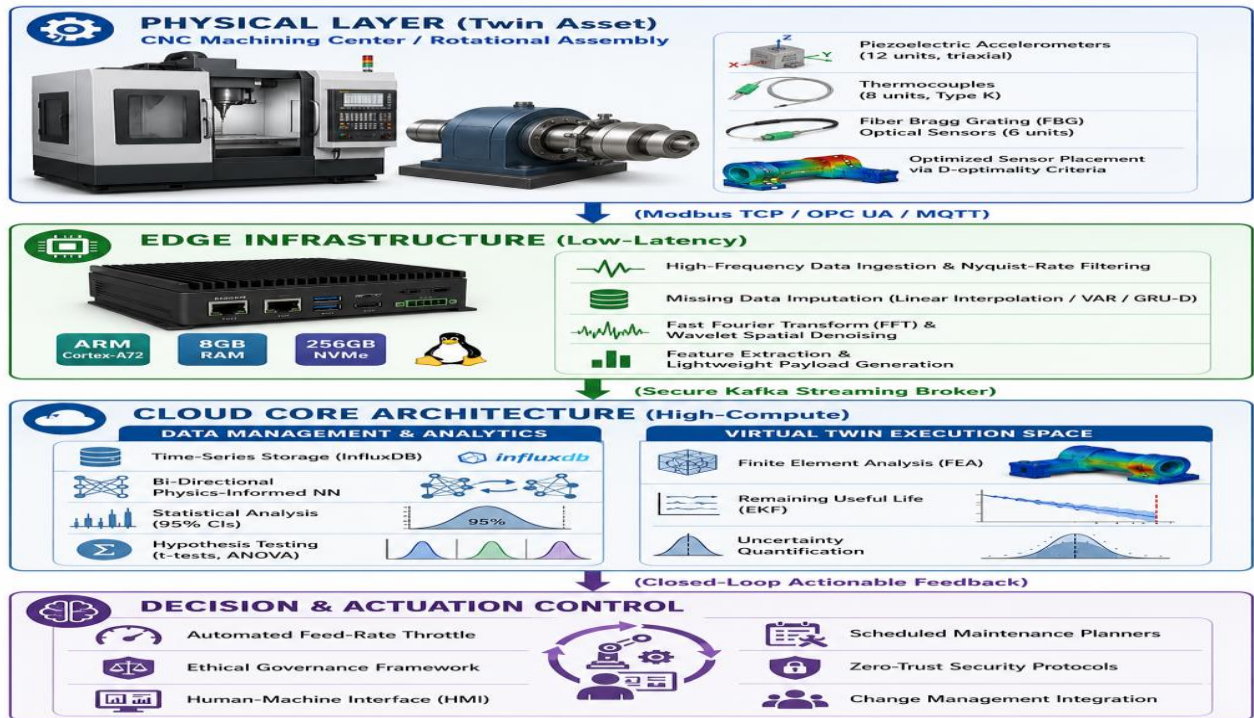 PHYSICAL LAYER (Twin Asset)
CNC Machining Center / Rotational Assembly
Z
Y
X
Piezoelectric Accelerometers
(12 units, triaxial)
Thermocouples
(8 units, Type K)
Fiber Bragg Grating (FBG)
Optical Sensors (6 units)
Optimized Sensor Placement
via D-optimality Criteria
(Modbus TCP / OPC UA / MQTT)
EDGE INFRASTRUCTURE (Low-Latency)
ARM
Cortex-A72
8GB
RAM
256GB
NVMe
High-Frequency Data Ingestion & Nyquist-Rate Filtering
Missing Data Imputation (Linear Interpolation / VAR / GRU-D)
Fast Fourier Transform (FFT) &
Wavelet Spatial Denoising
Feature Extraction &
Lightweight Payload Generation
(Secure Kafka Streaming Broker)
CLOUD CORE ARCHITECTURE (High-Compute)
DATA MANAGEMENT & ANALYTICS
Time-Series Storage (InfluxDB)
influxdb
Bi-Directional
Physics-Informed NN
Statistical Analysis
(95% CIs)
95%
Hypothesis Testing
(t-tests, ANOVA)
VIRTUAL TWIN EXECUTION SPACE
Finite Element Analysis (FEA)
Remaining Useful Life
(EKF)
Uncertainty
Quantification
(Closed-Loop Actionable Feedback)
DECISION & ACTUATION CONTROL
Automated Feed-Rate Throttle
Ethical Governance Framework
Human-Machine Interface (HMI)
Scheduled Maintenance Planners
Zero-Trust Security Protocols
Change Management Integration